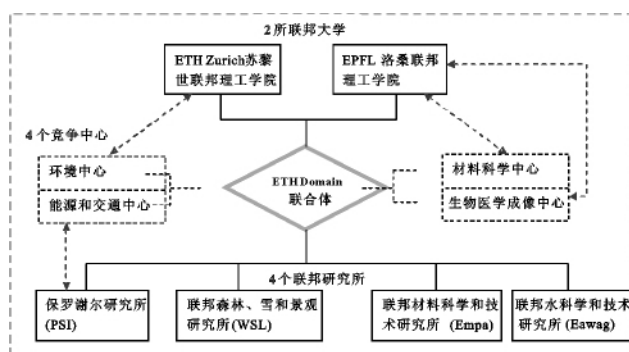 2所联邦大学
ETH Zurich苏黎
世联邦理工学院
EPFL 洛桑联邦
理工学院
4个竞争中心
环境中心
能源和交通中心
ETH Domain
联合体
材料科学中心
生物医学成像中心
4个联邦研究所
保罗谢尔研究所
(PSI)
联邦森林、雪和景观
研究所(WSL)
联邦材料科学和技
术研究所 (Empa)
联邦水科学和技术
研究所 (Eawag)